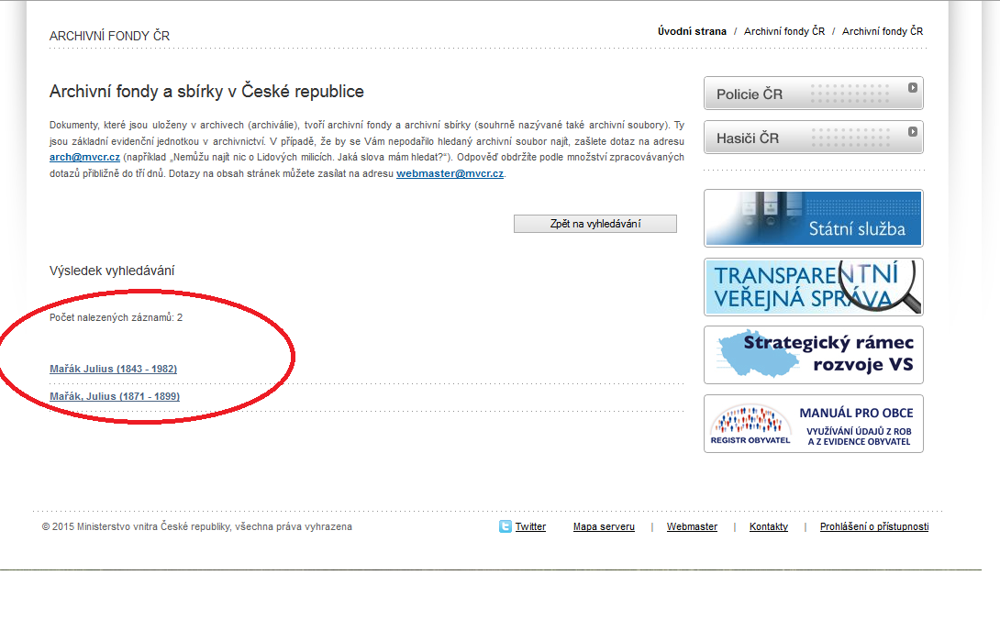 ARCHIVNÍ FONDY ČR
Úvodní strana / Archivní fondy ČR / Archivní fondy ČR
Archivní fondy a sbírky v České republice
Dokumenty, které jsou uloženy v archivech (archiválie), tvoří archivní fondy a archivní sbírky (souhrně nazývané také archivní soubory). Ty
jsou základní evidenční jednotkou v archivnictví. V případě, že by se Vám nepodařilo hledaný archivní soubor najít, zašlete dotaz na adresu
arch@mvcr.cz (například „Nemůžu najít nic o Lidových milicích. Jaká slova mám hledat?“). Odpověď obdržíte podle množství zpracovávaných
dotazů přibližně do tří dnů. Dotazy na obsah stránek můžete zasílat na adresu webmaster@mvcr.cz.
Zpět na vyhledávání
Výsledek vyhledávání
Počet nalezených záznamů: 2
Mařák Julius (1843 - 1982)
Mařák, Julius (1871 - 1899)
Policie ČR
Hasiči ČR
Státní služba
TRANSPARENTNÍ
VEŘEJNÁ SPRÁVA
Strategický rámec
rozvoje VS
REGISTR OBYVATEL
MANUÁL PRO OBCE
VYUŽÍVÁNÍ ÚDAJŮ Z ROB
A Z EVIDENCE OBYVATEL
© 2015 Ministerstvo vnitra České republiky, všechna práva vyhrazena
Twitter Mapa serveru | Webmaster | Kontakty | Prohlášení o přístupnosti